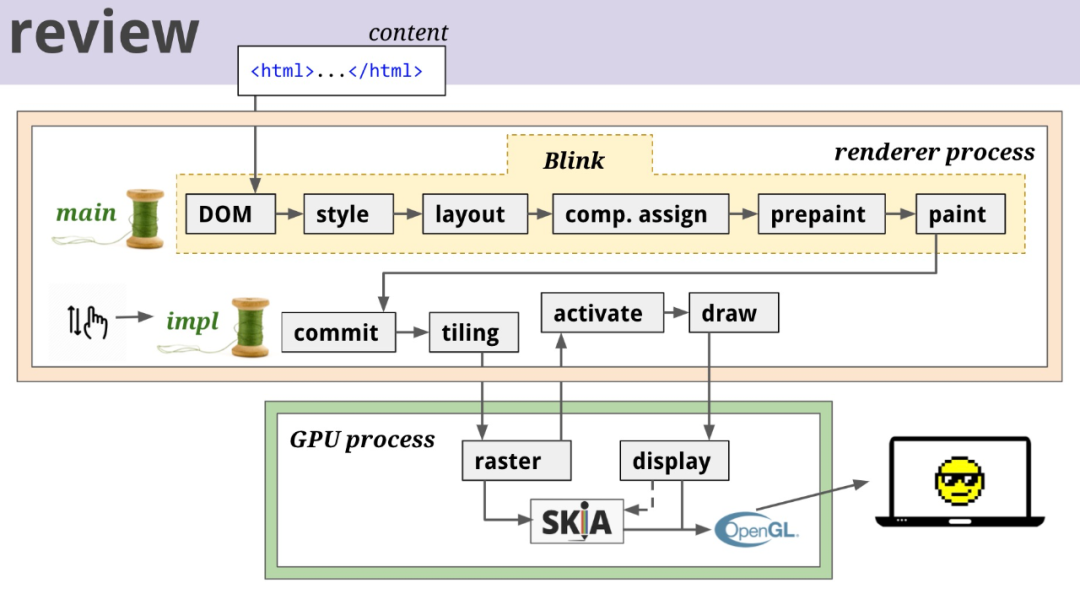 review
content
<html>...</html>
Blink
renderer process
main
DOM
style
layout
comp. assign
prepaint
paint
impl
commit
tiling
activate
draw
GPU process
raster
display
SKiA
OpenGL.